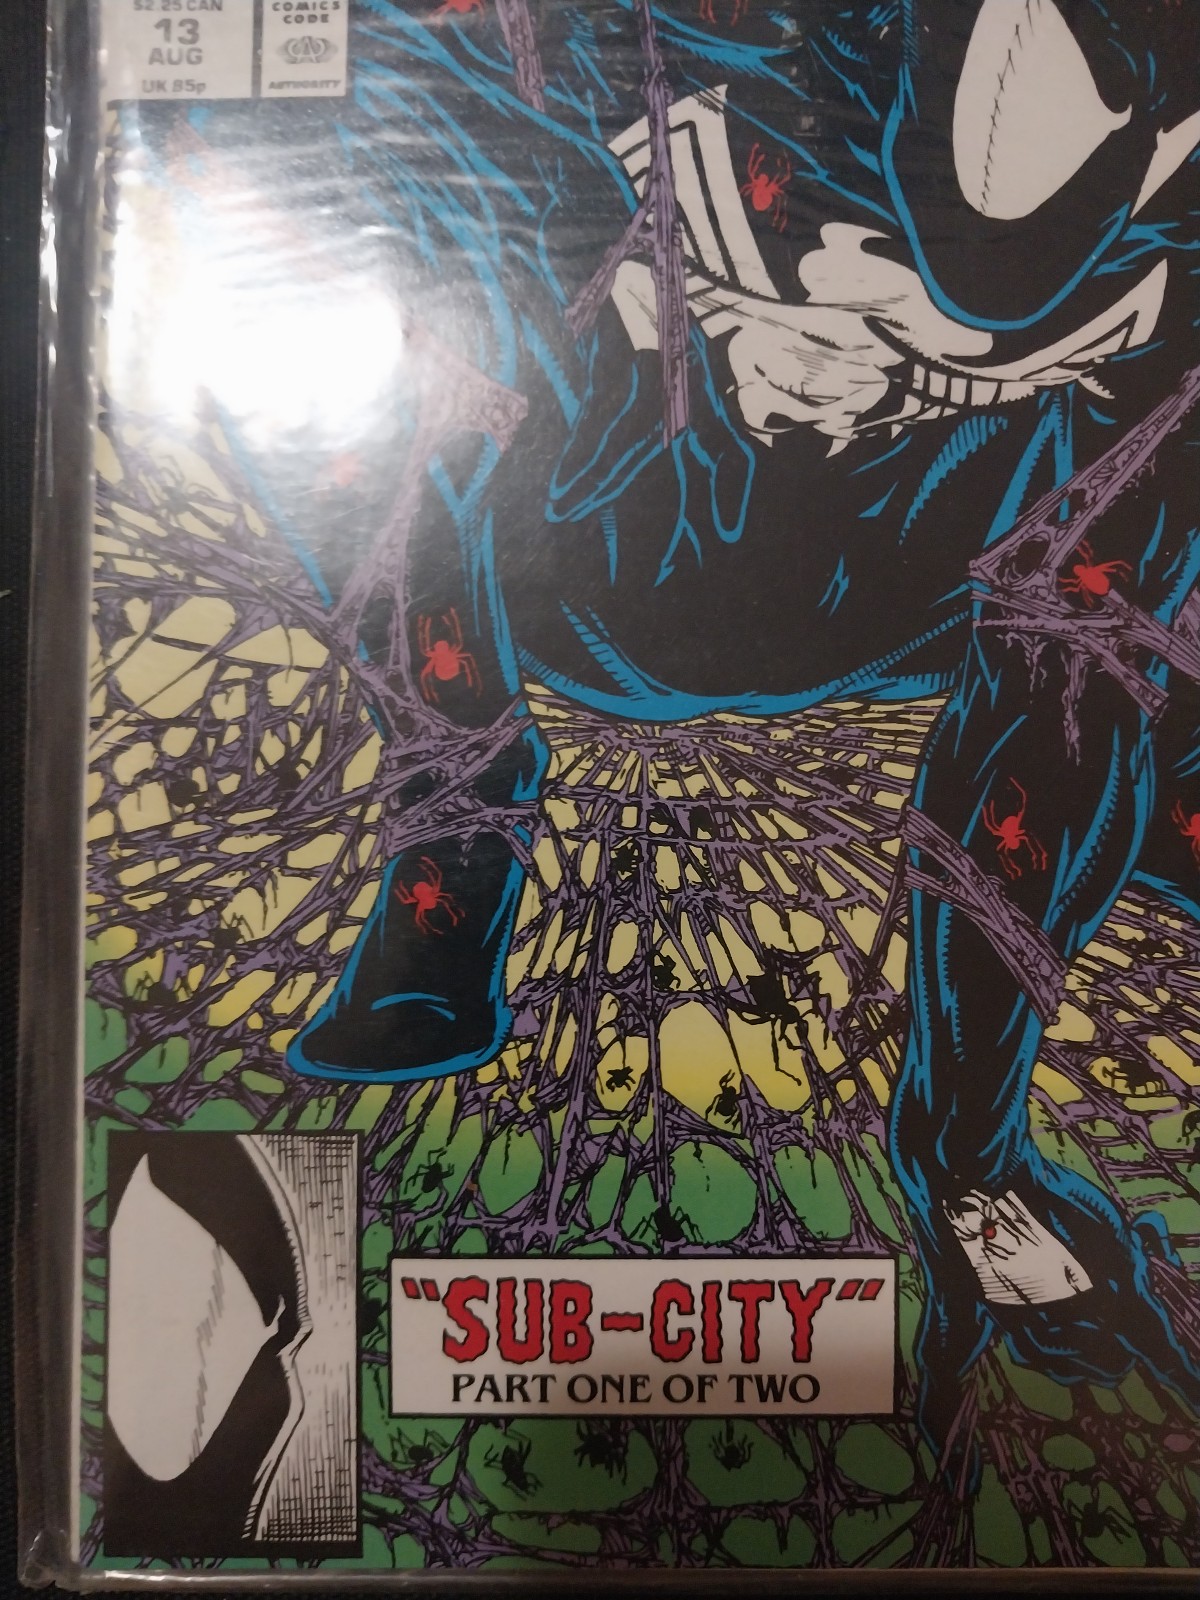 $2.25 CAN
13
AUG
UK 85p
COMICS
CODE
AUTHORITY
"SUB-CITY"
PART ONE OF TWO